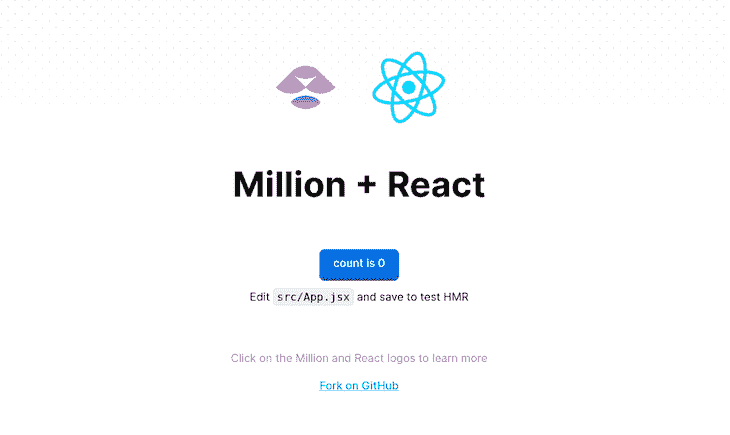 Million + React
count is 0
Edit src/App.jsx and save to test HMR
Click on the Million and React logos to learn more
Fork on GitHub